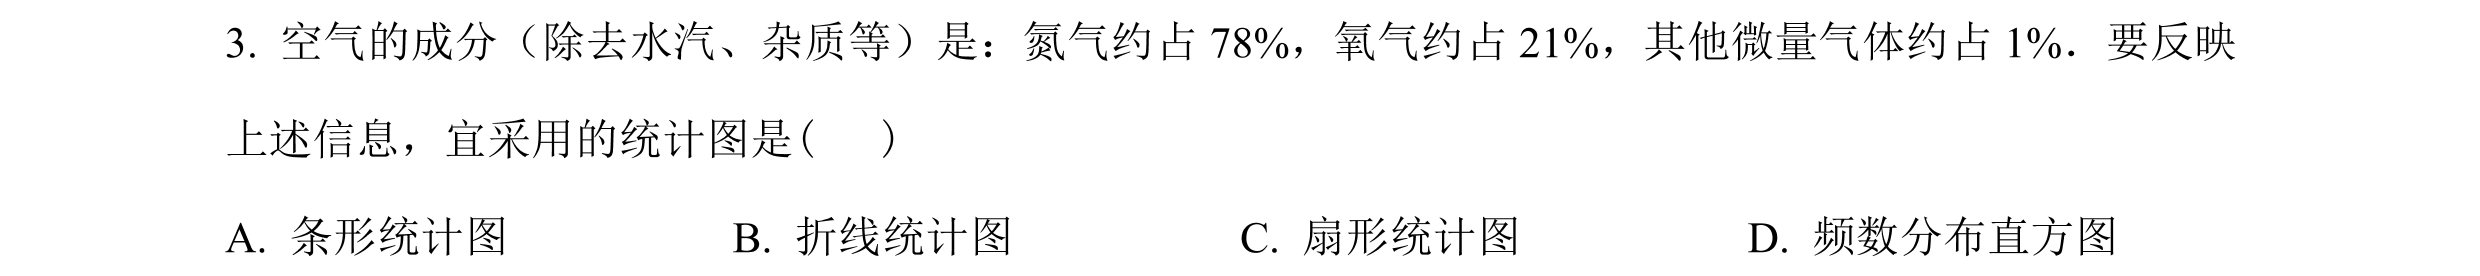 3. 空气的成分（除去水汽、杂质等）是：氮气约占 78%，氧气约占 21%，其他微量气体约占 1%．要反映
上述信息，宜采用的统计图是(    )
A. 条形统计图    B. 折线统计图    C. 扇形统计图    D. 频数分布直方图